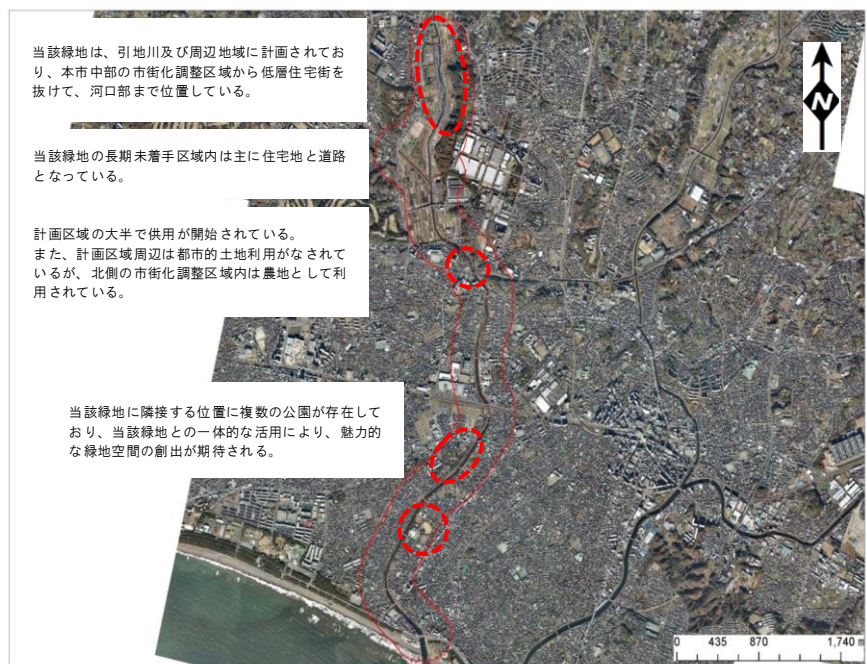 当該緑地は、引地川及び周辺地域に計画されてお
り、本市中部の市街化調整区域から低層住宅街を
抜けて、河口部まで位置している。
当該緑地の長期未着手区域内は主に住宅地と道路
となっている。
計画区域の大半で供用が開始されている。
また、計画区域周辺は都市的土地利用がなされて
いるが、北側の市街化調整区域内は農地として利
用されている。
当該緑地に隣接する位置に複数の公園が存在して
おり、当該緑地との一体的な活用により、魅力的
な緑地空間の創出が期待される。
N
0 435 870 1,740 m